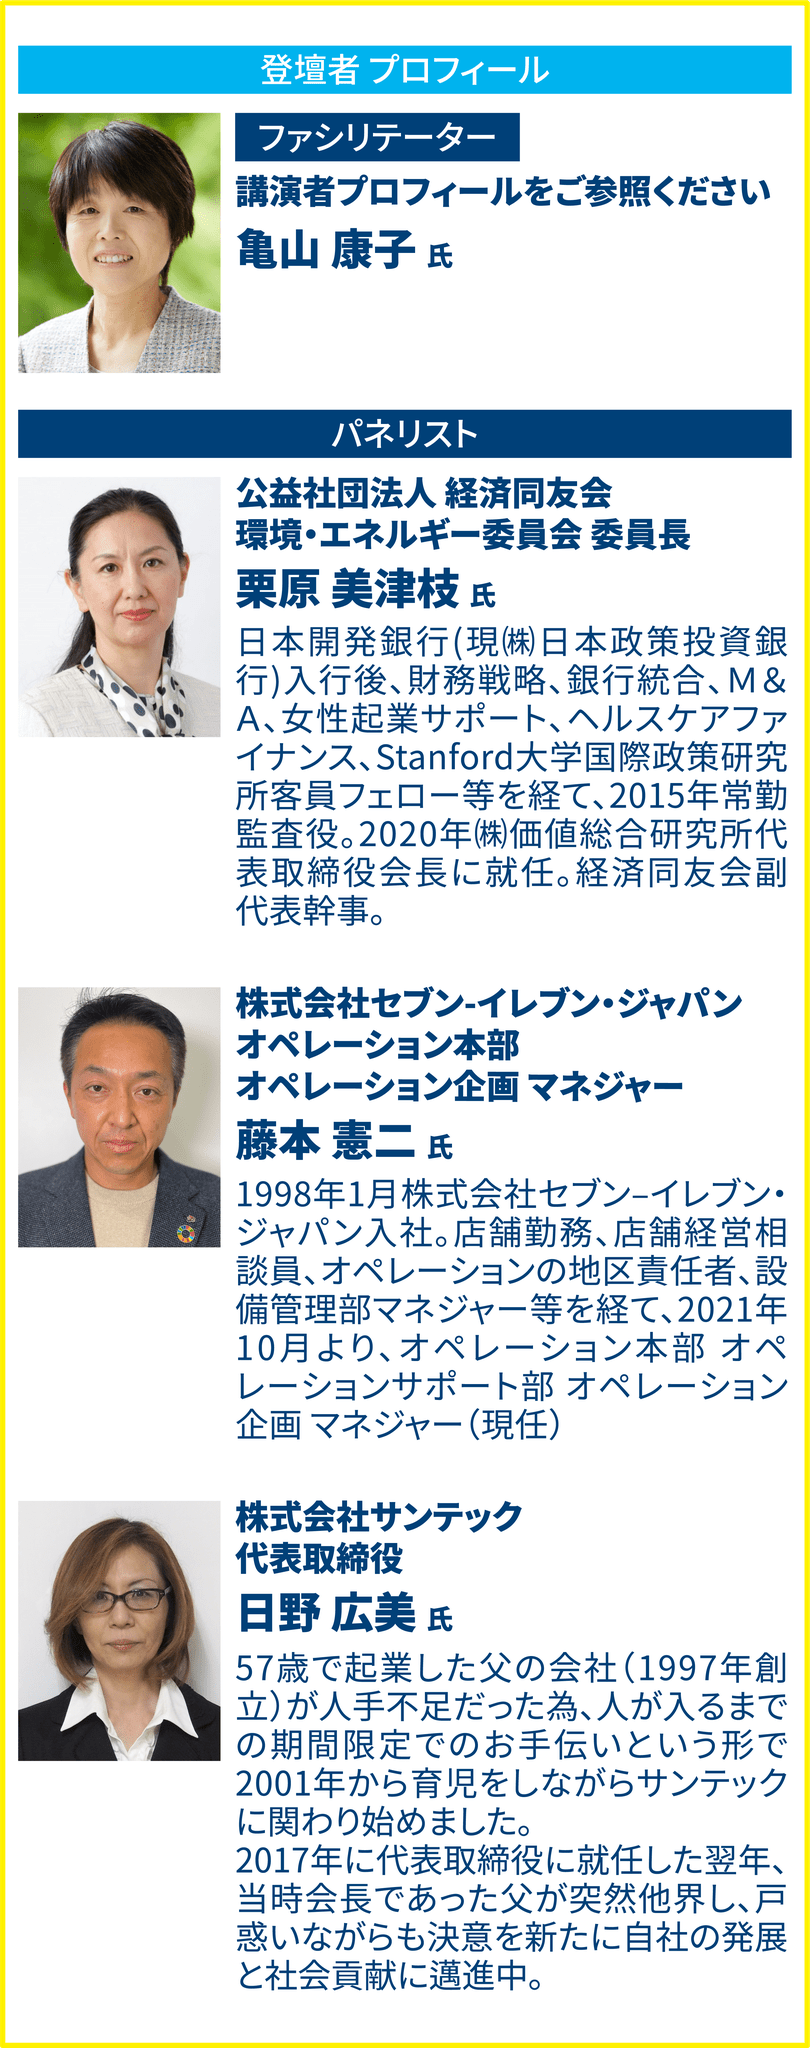 登壇者 プロフィール
ファシリテーター
講演者プロフィールをご参照ください
亀山 康子 氏
パネリスト
公益社団法人 経済同友会
環境・エネルギー委員会 委員長
栗原 美津枝 氏
日本開発銀行(現㈱日本政策投資銀
行)入行後、財務戦略、銀行統合、M＆
A、女性起業サポート、ヘルスケアファ
イナンス、Stanford大学国際政策研究
所客員フェロー等を経て、2015年常勤
監査役。2020年㈱価値総合研究所代
表取締役会長に就任。経済同友会副
代表幹事。
株式会社セブン-イレブン・ジャパン
オペレーション本部
オペレーション企画 マネジャー
藤本 憲二 氏
1998年1月株式会社セブン–イレブン・
ジャパン入社。店舗勤務、店舗経営相
談員、オペレーションの地区責任者、設
備管理部マネジャー等を経て、2021年
10月より、オペレーション本部 オペ
レーションサポート部 オペレーション
企画 マネジャー（現任）
株式会社サンテック
代表取締役
日野 広美 氏
57歳で起業した父の会社（1997年創
立）が人手不足だった為、人が入るまで
の期間限定でのお手伝いという形で
2001年から育児をしながらサンテック
に関わり始めました。
2017年に代表取締役に就任した翌年、
当時会長であった父が突然他界し、戸
惑いながらも決意を新たに自社の発展
と社会貢献に邁進中。